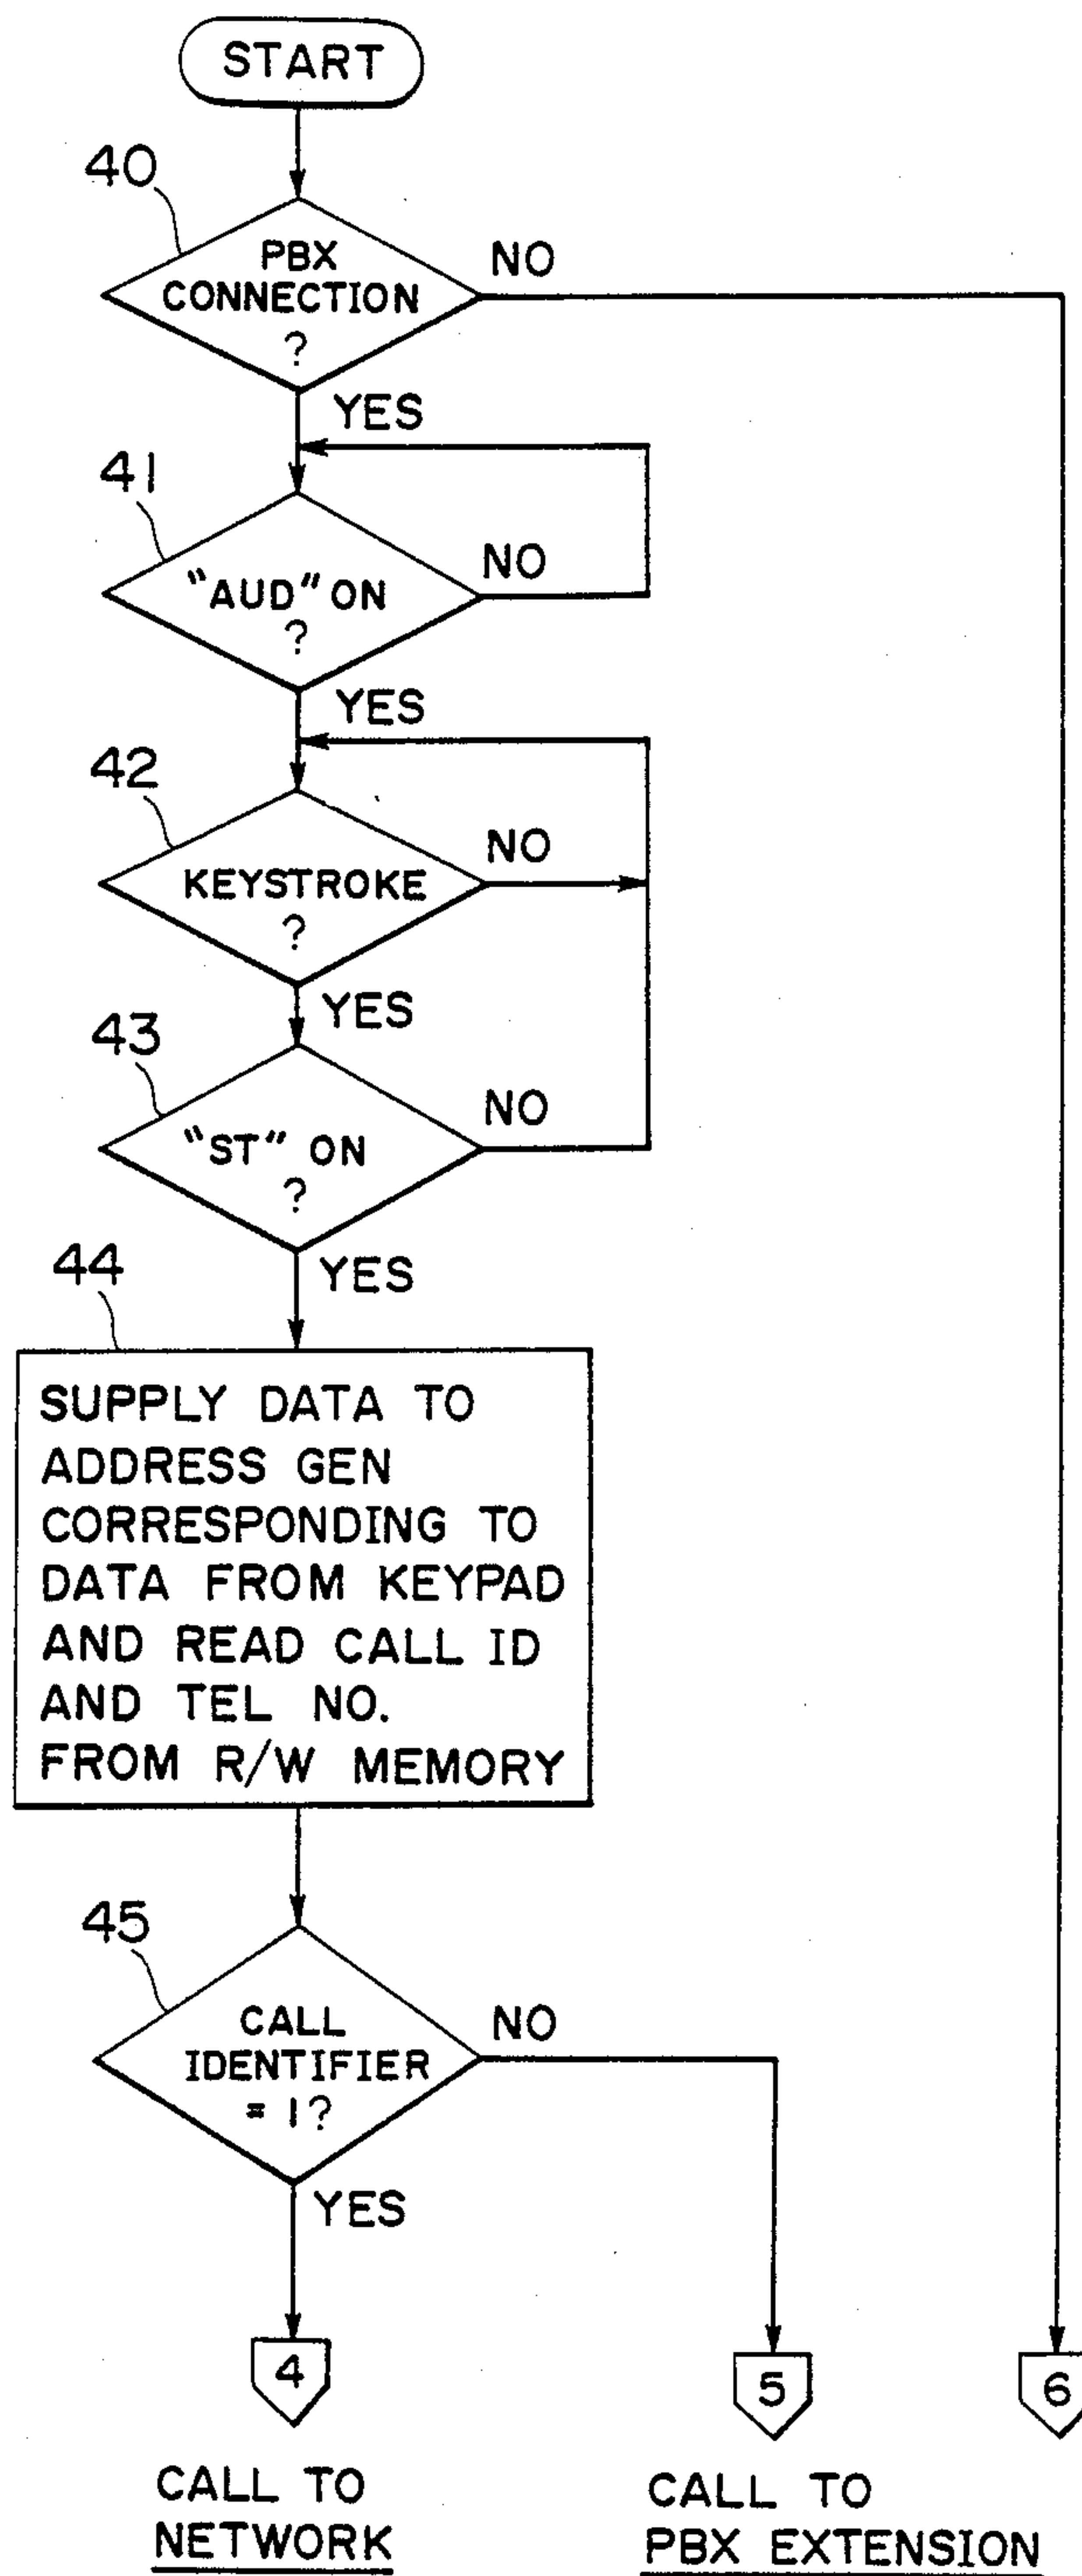 START
40
PBX
CONNECTION
?
NO
YES
41
"AUD" ON
?
NO
YES
42
KEYSTROKE
?
NO
YES
43
"ST" ON
?
NO
YES
44
SUPPLY DATA TO
ADDRESS GEN
CORRESPONDING TO
DATA FROM KEYPAD
AND READ CALL ID
AND TEL NO.
FROM R/W MEMORY
45
CALL
IDENTIFIER
= 1?
NO
YES
4
5
6
CALL TO
NETWORK
CALL TO
PBX EXTENSION